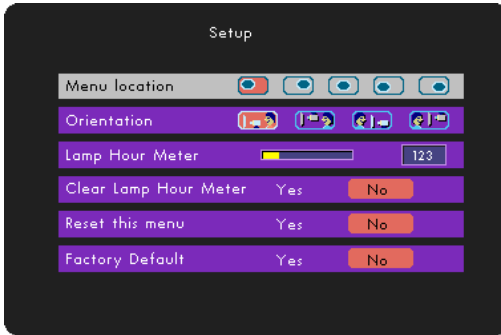 Setup
Menu location
Orientation
Lamp Hour Meter 123
Clear Lamp Hour Meter Yes No
Reset this menu Yes No
Factory Default Yes No